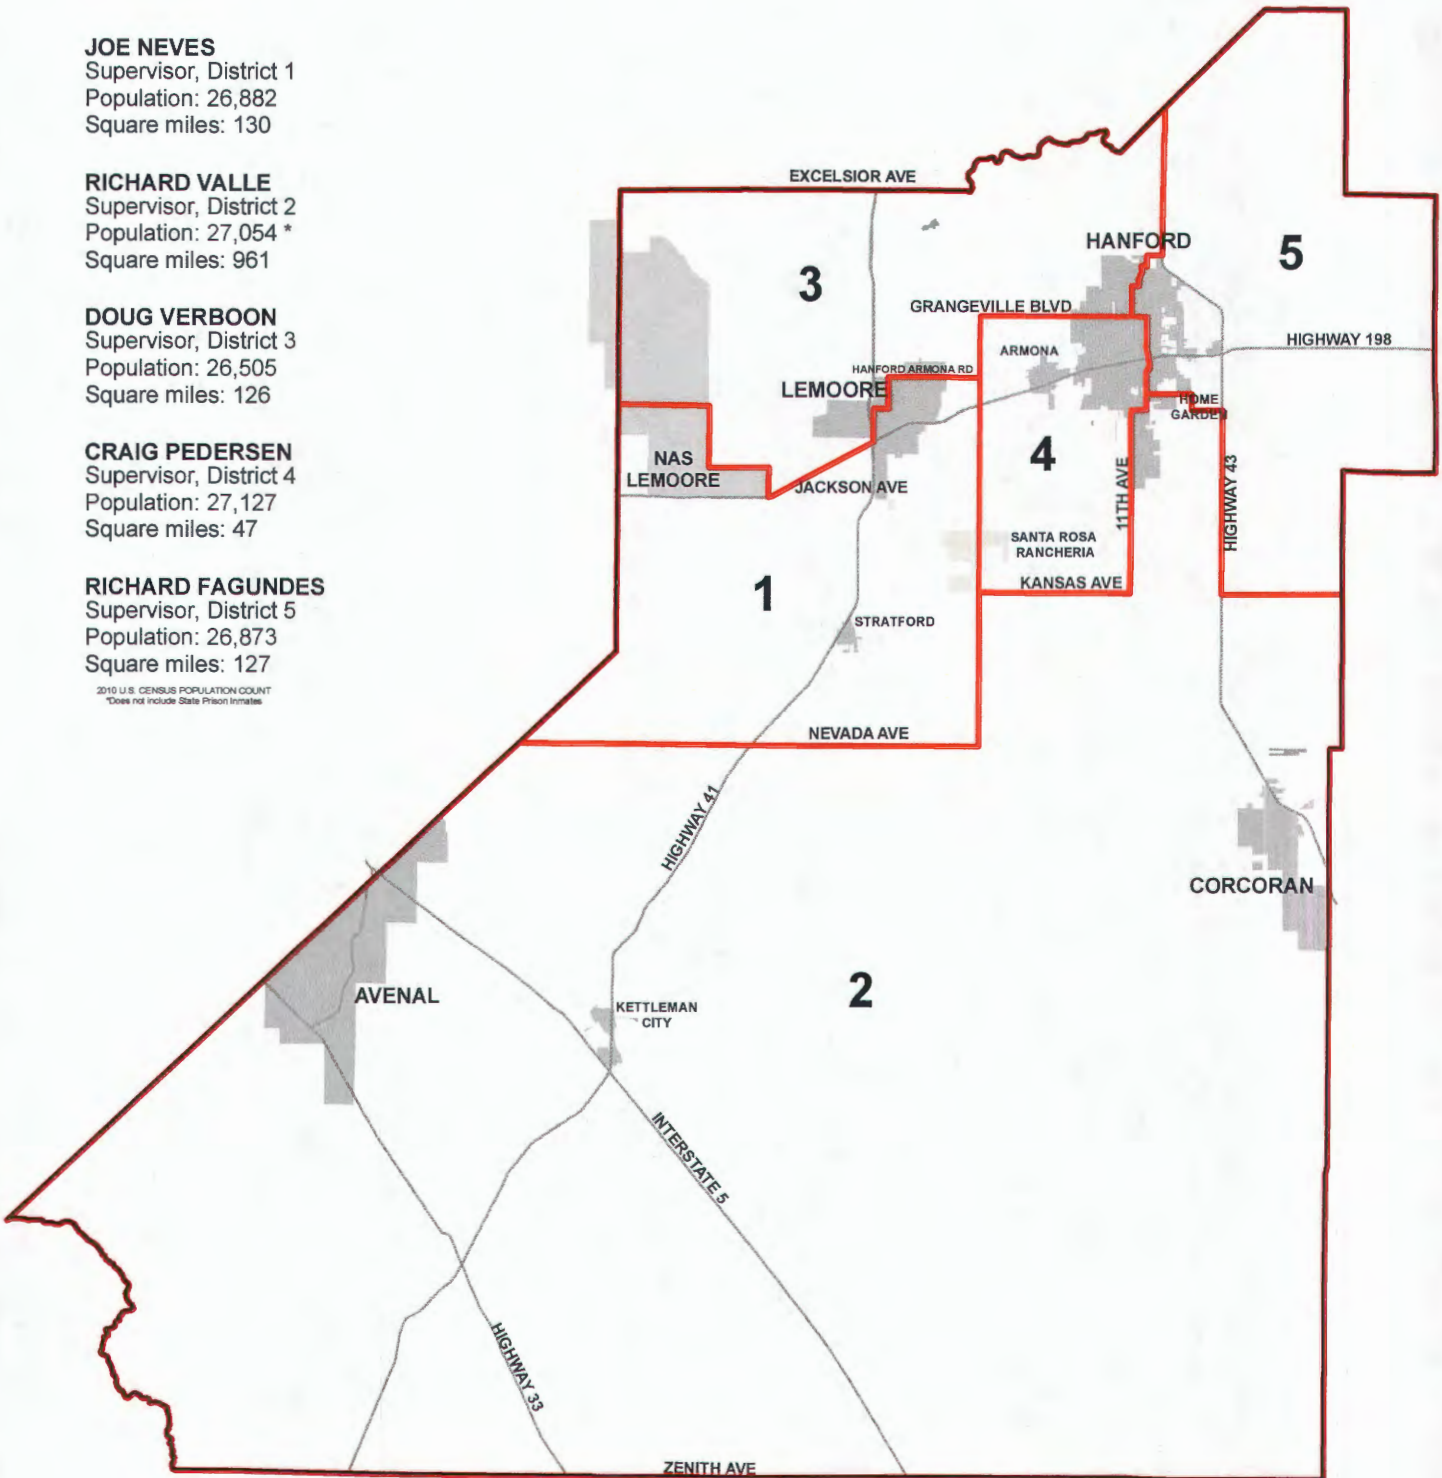 JOE NEVES
Supervisor, District 1
Population: 26,882
Square miles: 130
RICHARD VALLE
Supervisor, District 2
Population: 27,054 *
Square miles: 961
DOUG VERBOON
Supervisor, District 3
Population: 26,505
Square miles: 126
CRAIG PEDERSEN
Supervisor, District 4
Population: 27,127
Square miles: 47
RICHARD FAGUNDES
Supervisor, District 5
Population: 26,873
Square miles: 127
2010 U.S. CENSUS POPULATION COUNT
*Does not include State Prison Inmates
EXCELSIOR AVE
HANFORD
5
3
GRANGEVILLE BLVD
HIGHWAY 198
ARMONA
HANFORD ARMONA RD
LEMOORE
HOME
GARDEN
4
NAS
LEMOORE
JACKSON AVE
11TH AVE
HIGHWAY 43
SANTA ROSA
RANCHERIA
KANSAS AVE
1
STRATFORD
NEVADA AVE
HIGHWAY 41
CORCORAN
2
AVENAL
KETTLEMAN
CITY
INTERSTATE 5
HIGHWAY 33
ZENITH AVE